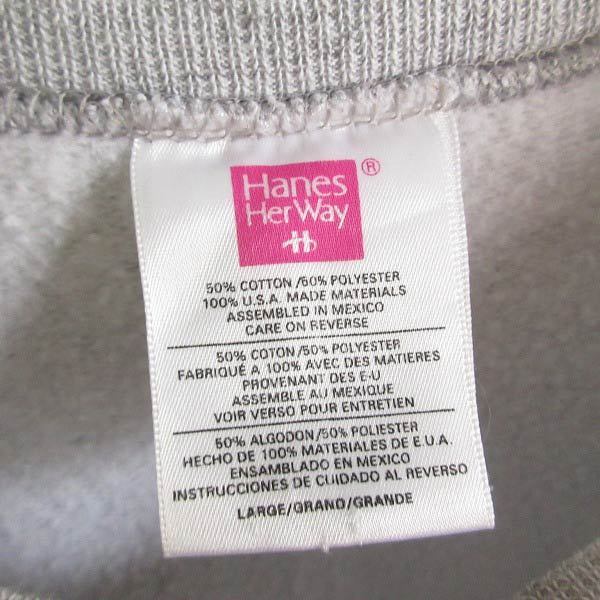 Hanes
Her Way
®
50% COTTON/50% POLYESTER
100% U.S.A. MADE MATERIALS
ASSEMBLED IN MEXICO
CARE ON REVERSE
50% COTON/50% POLYESTER
FABRIQUÉ A 100% AVEC DES MATIERES
PROVENANT DES E-U
ASSEMBLE AU MEXIQUE
VOIR VERSO POUR ENTRETIEN
50% ALGODON/50% POLIESTER
HECHO DE 100% MATERIALES DE E.U.A.
ENSAMBLADO EN MEXICO
INSTRUCCIONES DE CUIDADO AL REVERSO
LARGE/GRAND/GRANDE